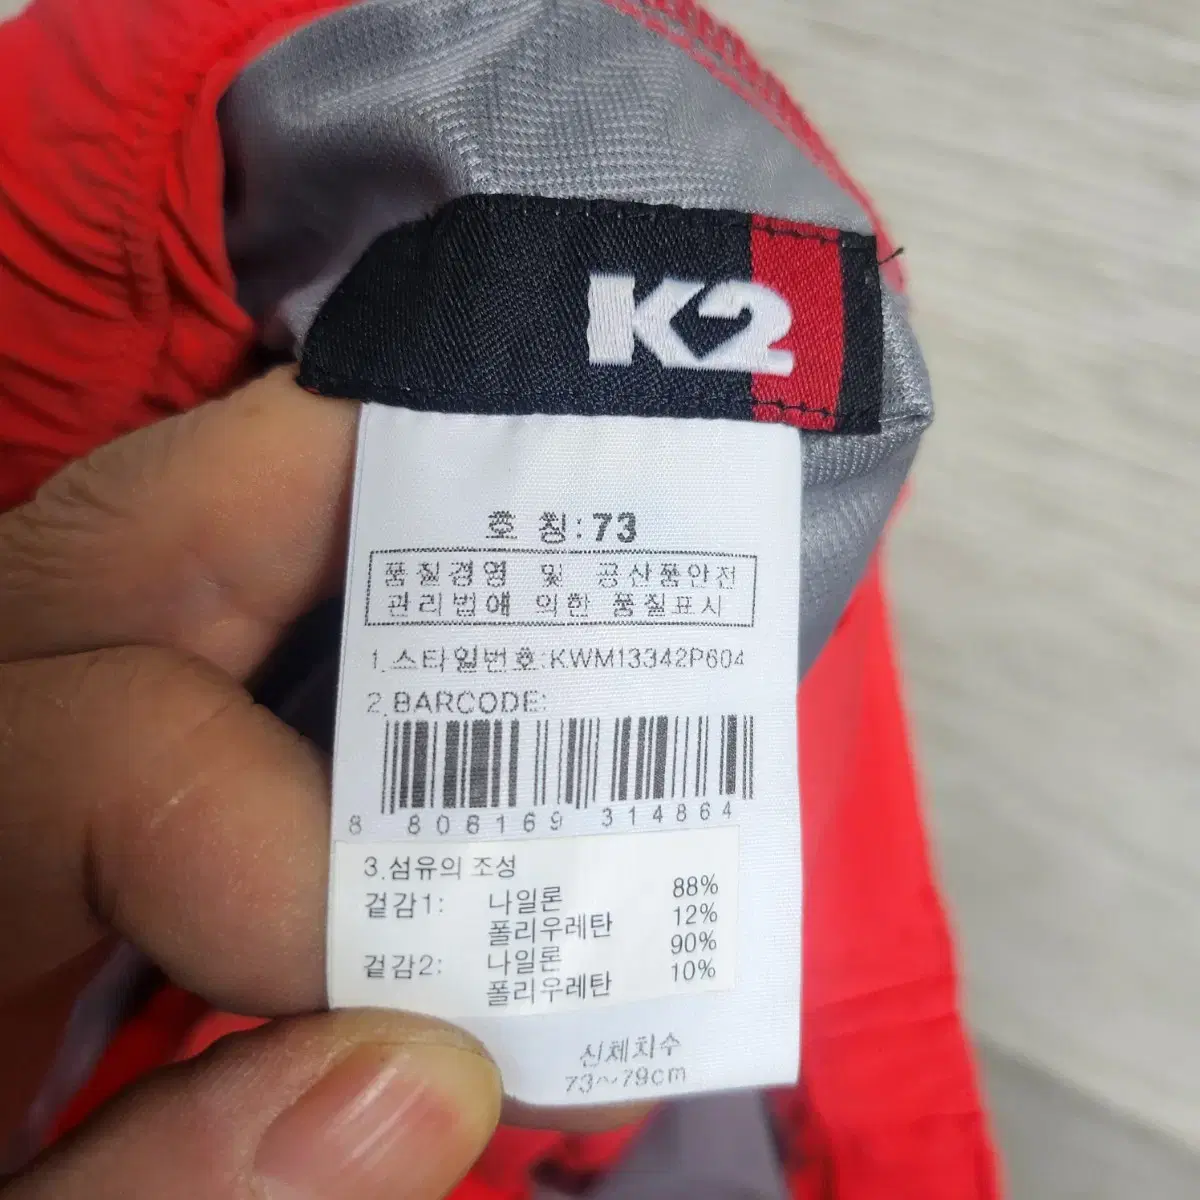 K2
호 칭:73
품질경영 및 공산품안전
관리법에 의한 품질표시
1.스타일번호:KWM13342P604
2.BARCODE:
8 808169 314864
3.섬유의 조성
겉감1: 나일론 88%
폴리우레탄 12%
겉감2: 나일론 90%
폴리우레탄 10%
신체치수
73~79cm